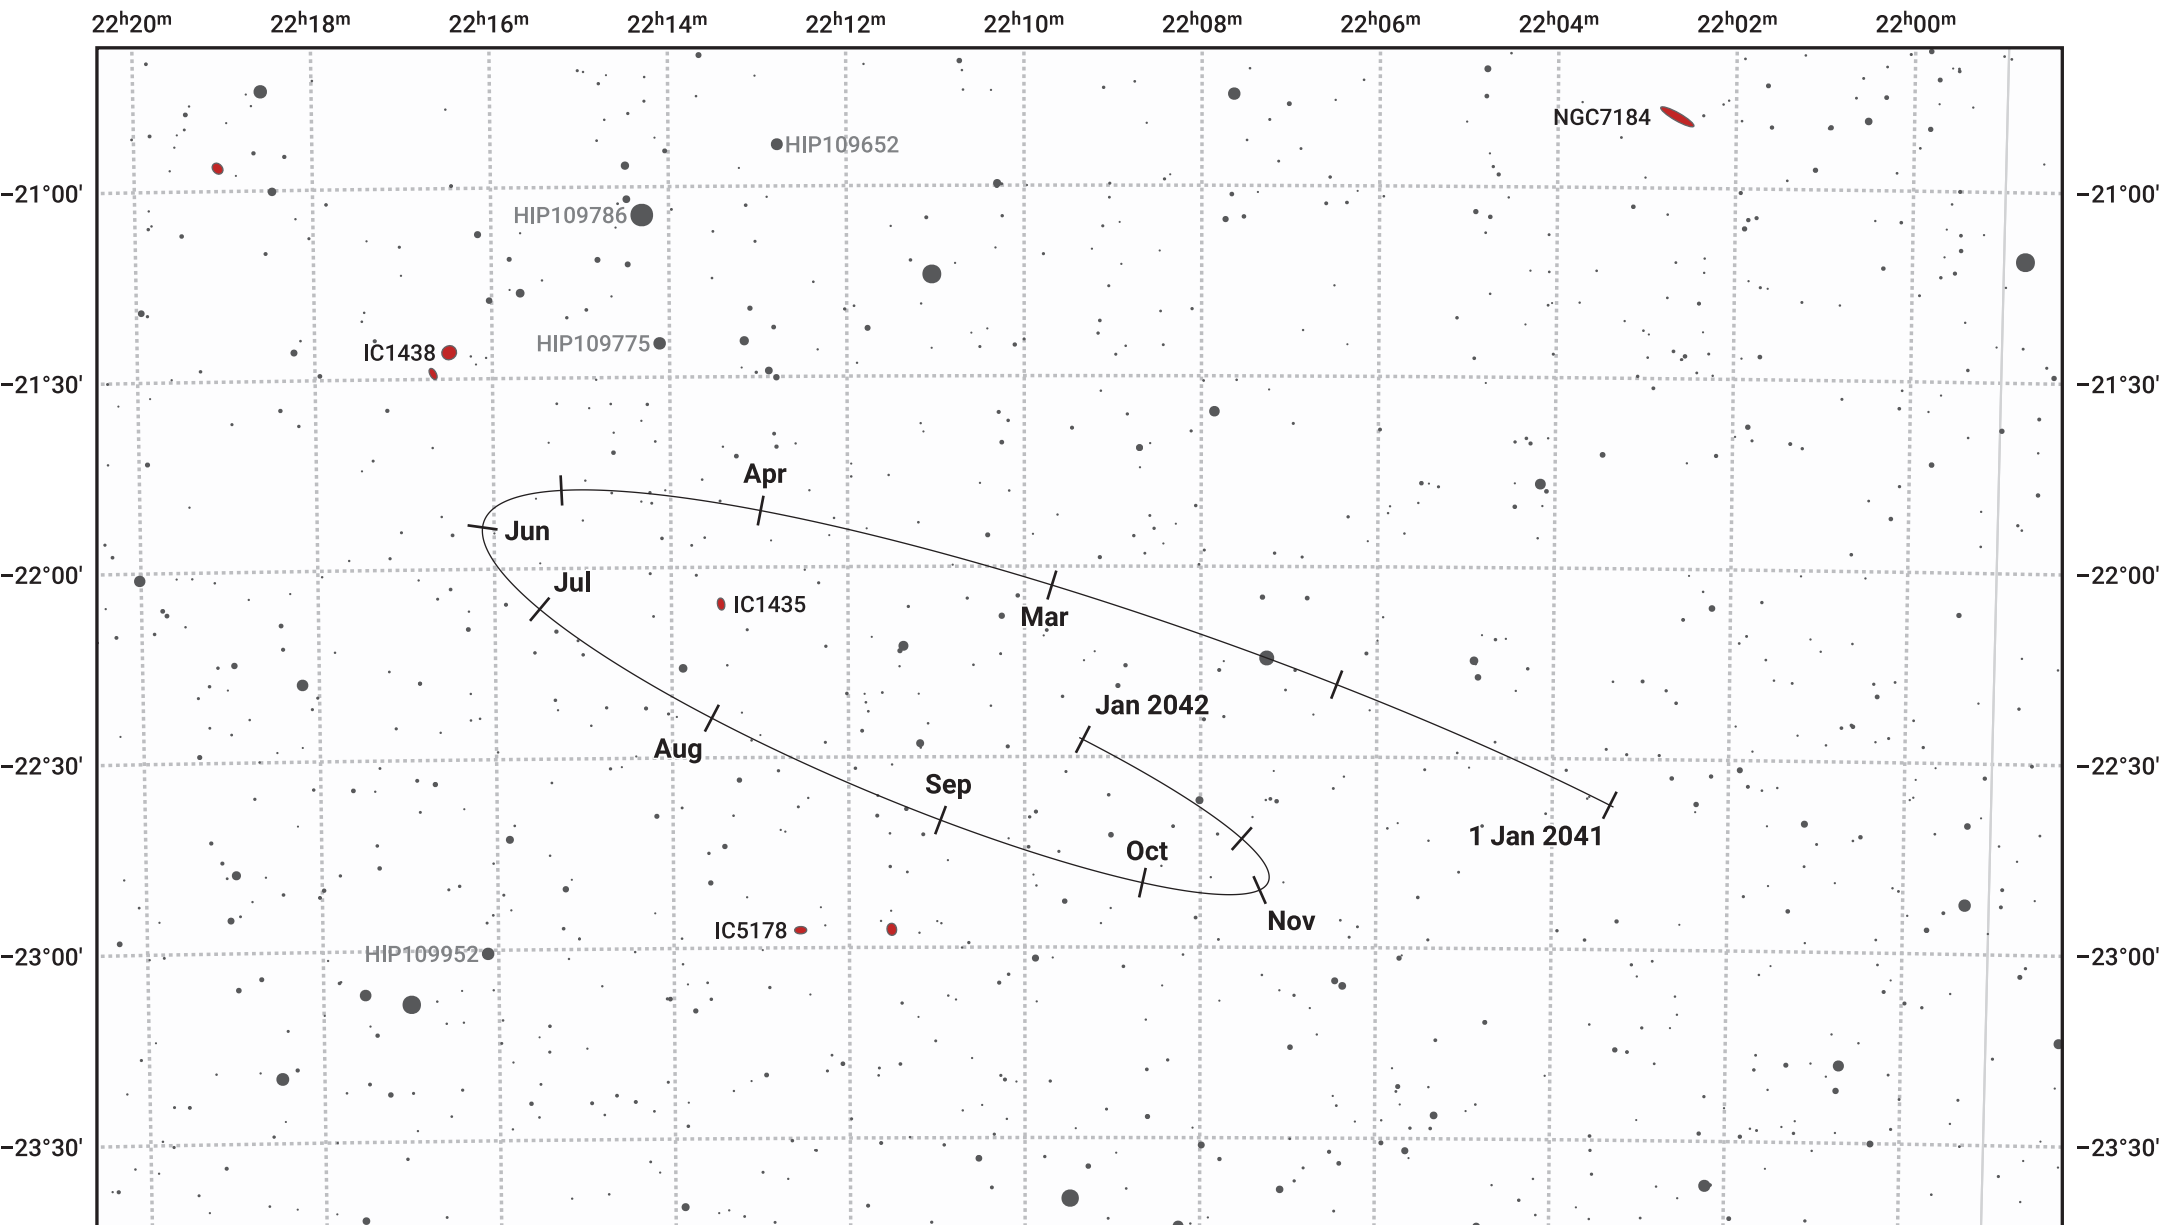 22ʰ20ᵐ 22ʰ18ᵐ 22ʰ16ᵐ 22ʰ14ᵐ 22ʰ12ᵐ 22ʰ10ᵐ 22ʰ08ᵐ 22ʰ06ᵐ 22ʰ04ᵐ 22ʰ02ᵐ 22ʰ00ᵐ
NGC7184
HIP109652
−21°00' −21°00'
HIP109786
HIP109775
IC1438
−21°30' −21°30'
Apr
Jun
−22°00' −22°00'
Jul
IC1435
Mar
Jan 2042
Aug
−22°30' −22°30'
Sep
1 Jan 2041
Oct
Nov
IC5178
HIP109952
−23°00' −23°00'
−23°30' −23°30'